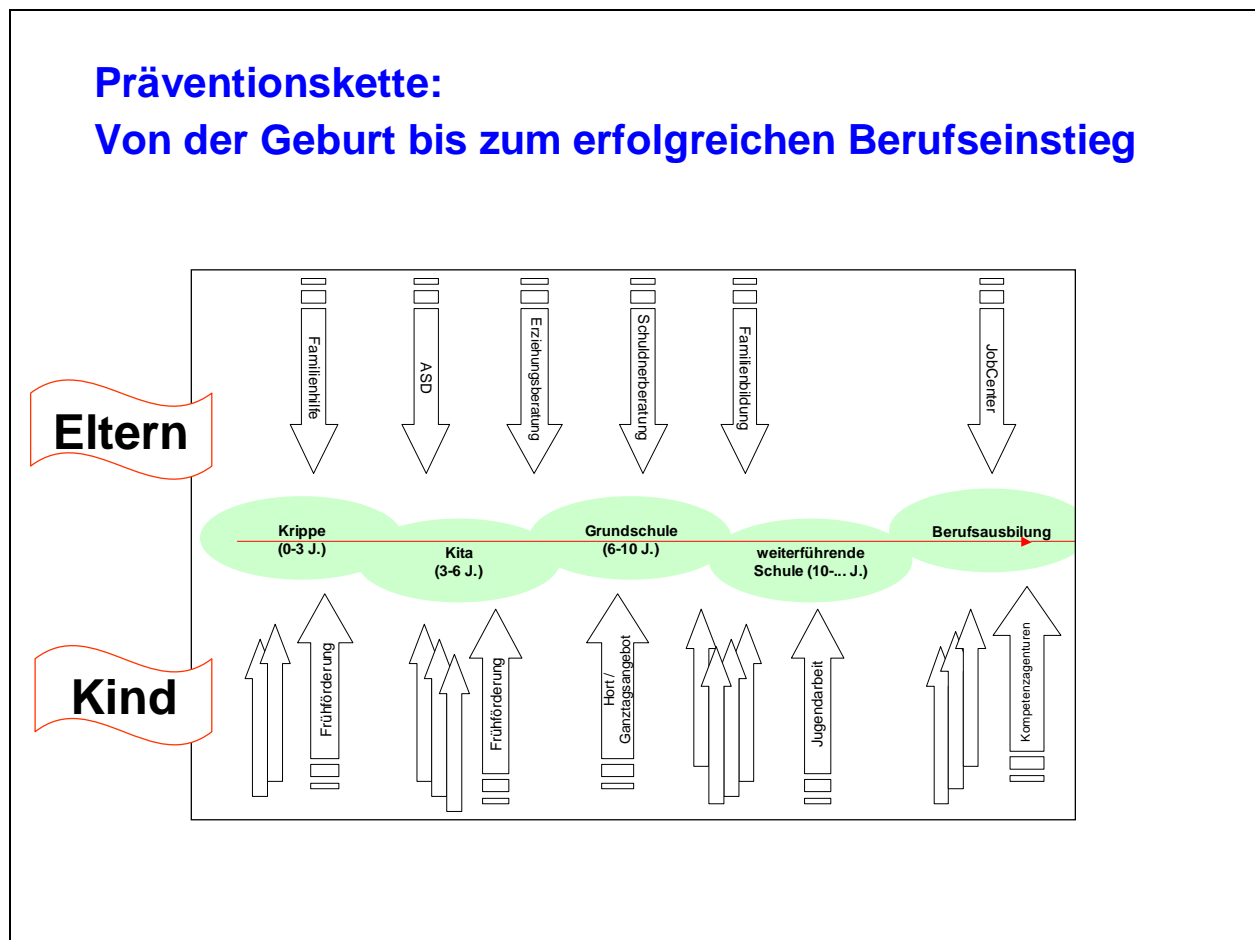 Präventionskette:
Von der Geburt bis zum erfolgreichen Berufseinstieg
Familienhilfe
ASD
Erziehungsberatung
Schuldnerberatung
Familienbildung
JobCenter
Eltern
Krippe
(0-3 J.)
Kita
(3-6 J.)
Grundschule
(6-10 J.)
weiterführende
Schule (10-... J.)
Berufsausbilung
Kind
Frühförderung
Frühförderung
Hort /
Ganztagsangebot
Jugendarbeit
Kompetenzagenturen